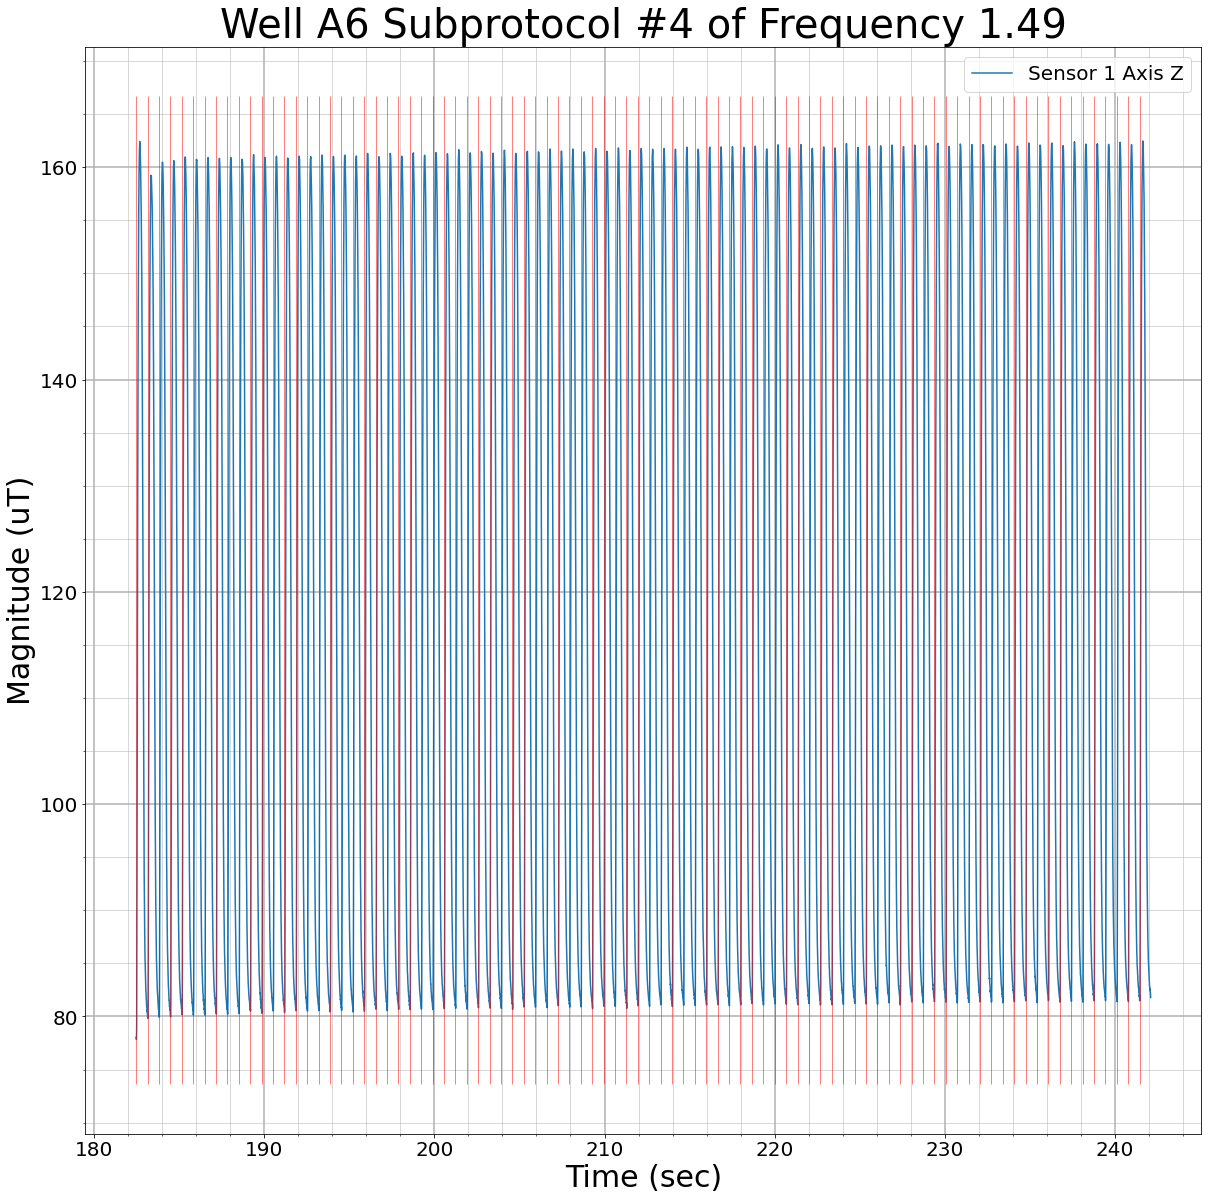 Well A6 Subprotocol #4 of Frequency 1.49
Sensor 1 Axis Z
Magnitude (uT)
160
140
120
100
80
180 190 200 210 220 230 240
Time (sec)